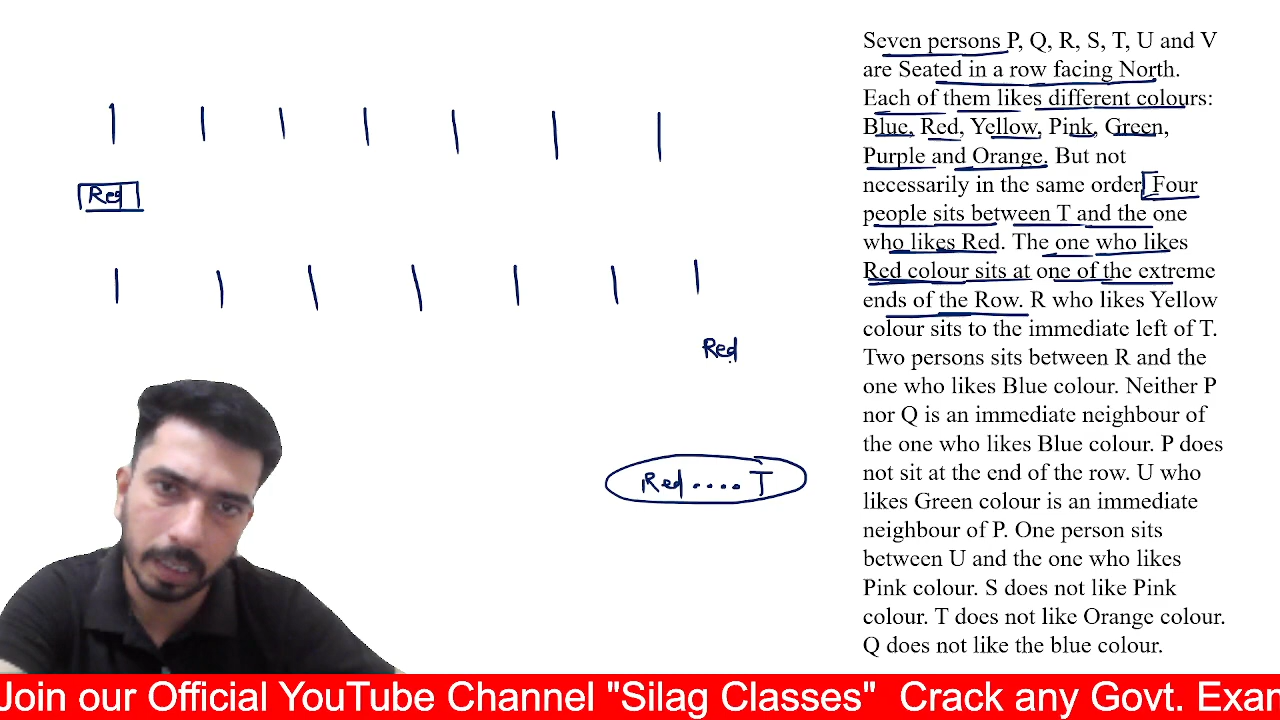 Seven persons P, Q, R, S, T, U and V
are Seated in a row facing North.
Each of them likes different colours:
Blue, Red, Yellow, Pink, Green,
Purple and Orange. But not
necessarily in the same order. Four
people sits between T and the one
who likes Red. The one who likes
Red colour sits at one of the extreme
ends of the Row. R who likes Yellow
colour sits to the immediate left of T.
Two persons sits between R and the
one who likes Blue colour. Neither P
nor Q is an immediate neighbour of
the one who likes Blue colour. P does
not sit at the end of the row. U who
likes Green colour is an immediate
neighbour of P. One person sits
between U and the one who likes
Pink colour. S does not like Pink
colour. T does not like Orange colour.
Q does not like the blue colour.
Red
Red
Red .... T
Join our Official YouTube Channel "Silag Classes" Crack any Govt. Exan